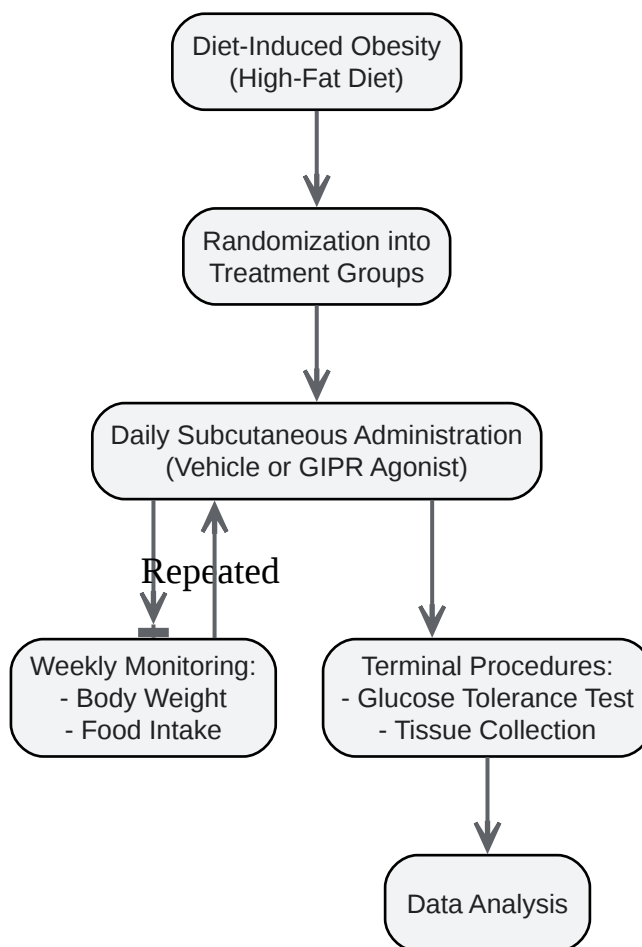 Diet-Induced Obesity
(High-Fat Diet)
Randomization into
Treatment Groups
Daily Subcutaneous Administration
(Vehicle or GIPR Agonist)
Repeated
Weekly Monitoring:
- Body Weight
- Food Intake
Terminal Procedures:
- Glucose Tolerance Test
- Tissue Collection
Data Analysis